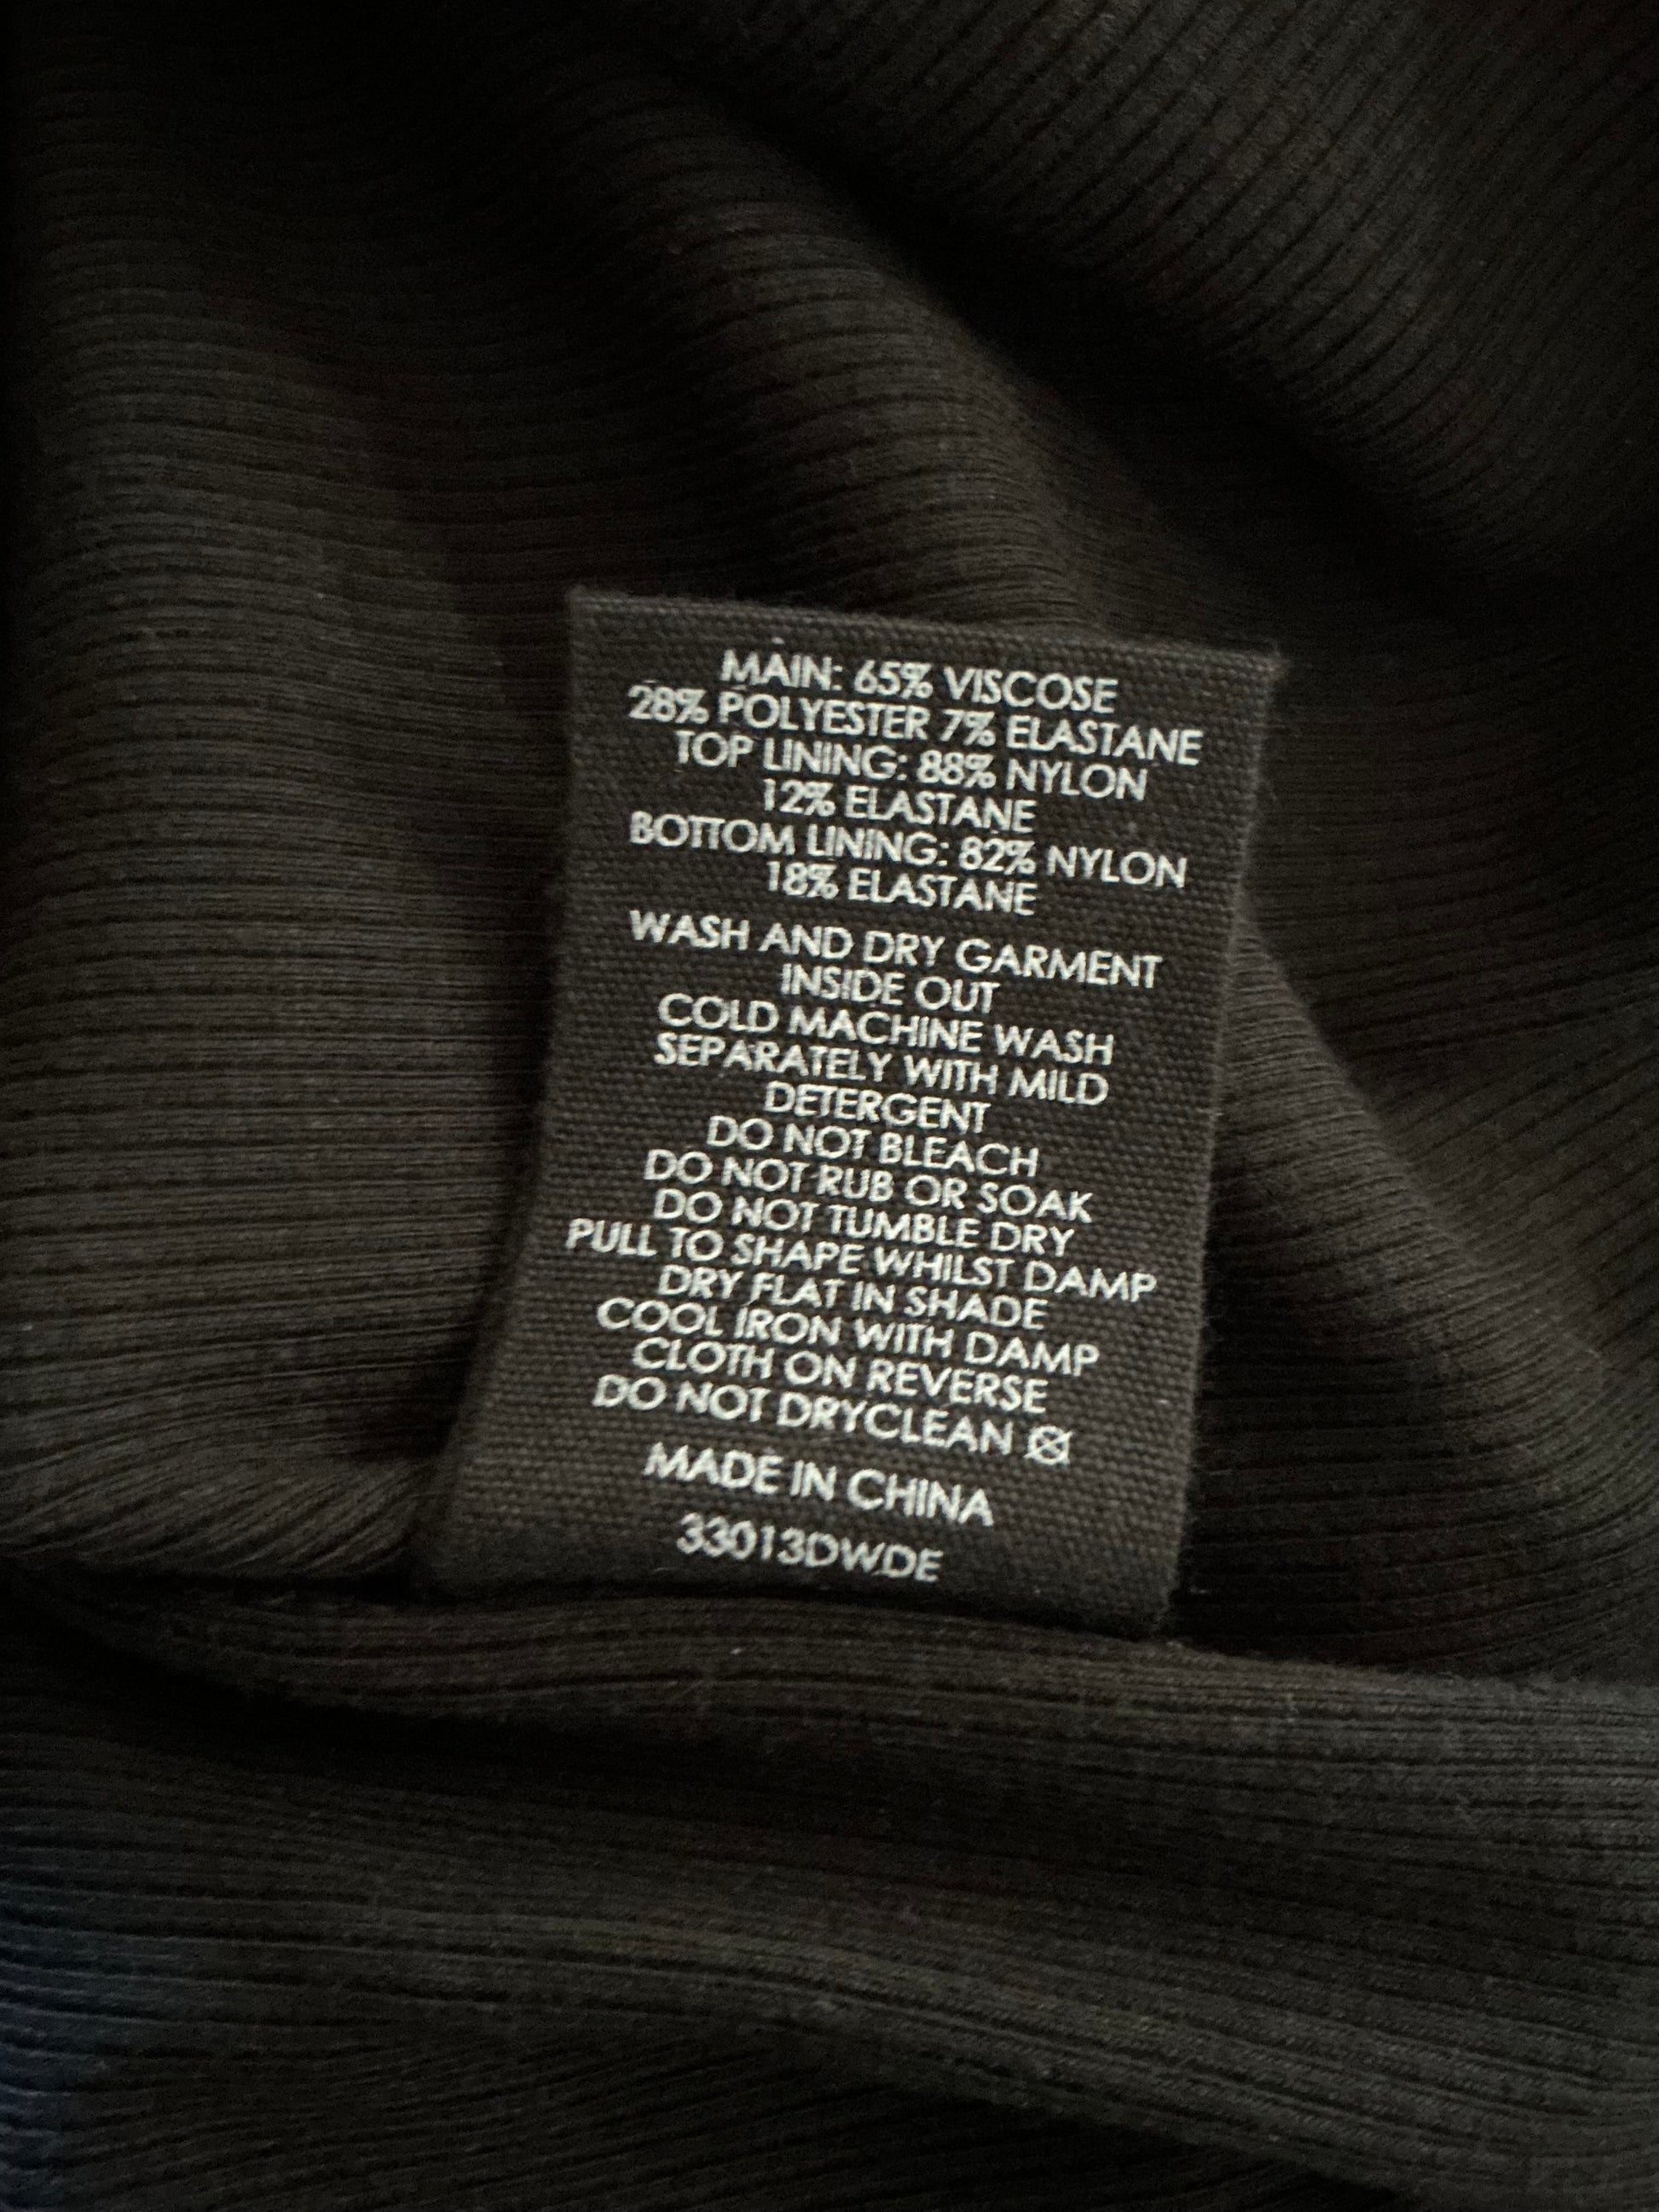 MAIN: 65% VISCOSE
28% POLYESTER 7% ELASTANE
TOP LINING: 88% NYLON
12% ELASTANE
BOTTOM LINING: 82% NYLON
18% ELASTANE
WASH AND DRY GARMENT
INSIDE OUT
COLD MACHINE WASH
SEPARATELY WITH MILD
DETERGENT
DO NOT BLEACH
DO NOT RUB OR SOAK
DO NOT TUMBLE DRY
PULL TO SHAPE WHILST DAMP
DRY FLAT IN SHADE
COOL IRON WITH DAMP
CLOTH ON REVERSE
DO NOT DRYCLEAN
MADE IN CHINA
33013DWDE